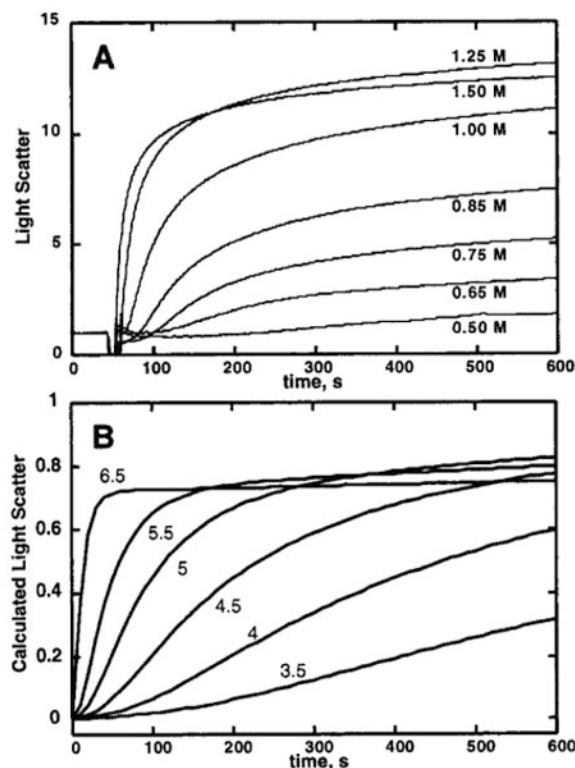 15
A
1.25 M
1.50 M
10
1.00 M
Light Scatter
0.85 M
5
0.75 M
0.65 M
0.50 M
0
0 100 200 300 400 500 600
time, s
1
B
0.8
6.5
5.5
0.6
5
4.5
0.4
4
Calculated Light Scatter
0.2
3.5
0
0 100 200 300 400 500 600
time, s